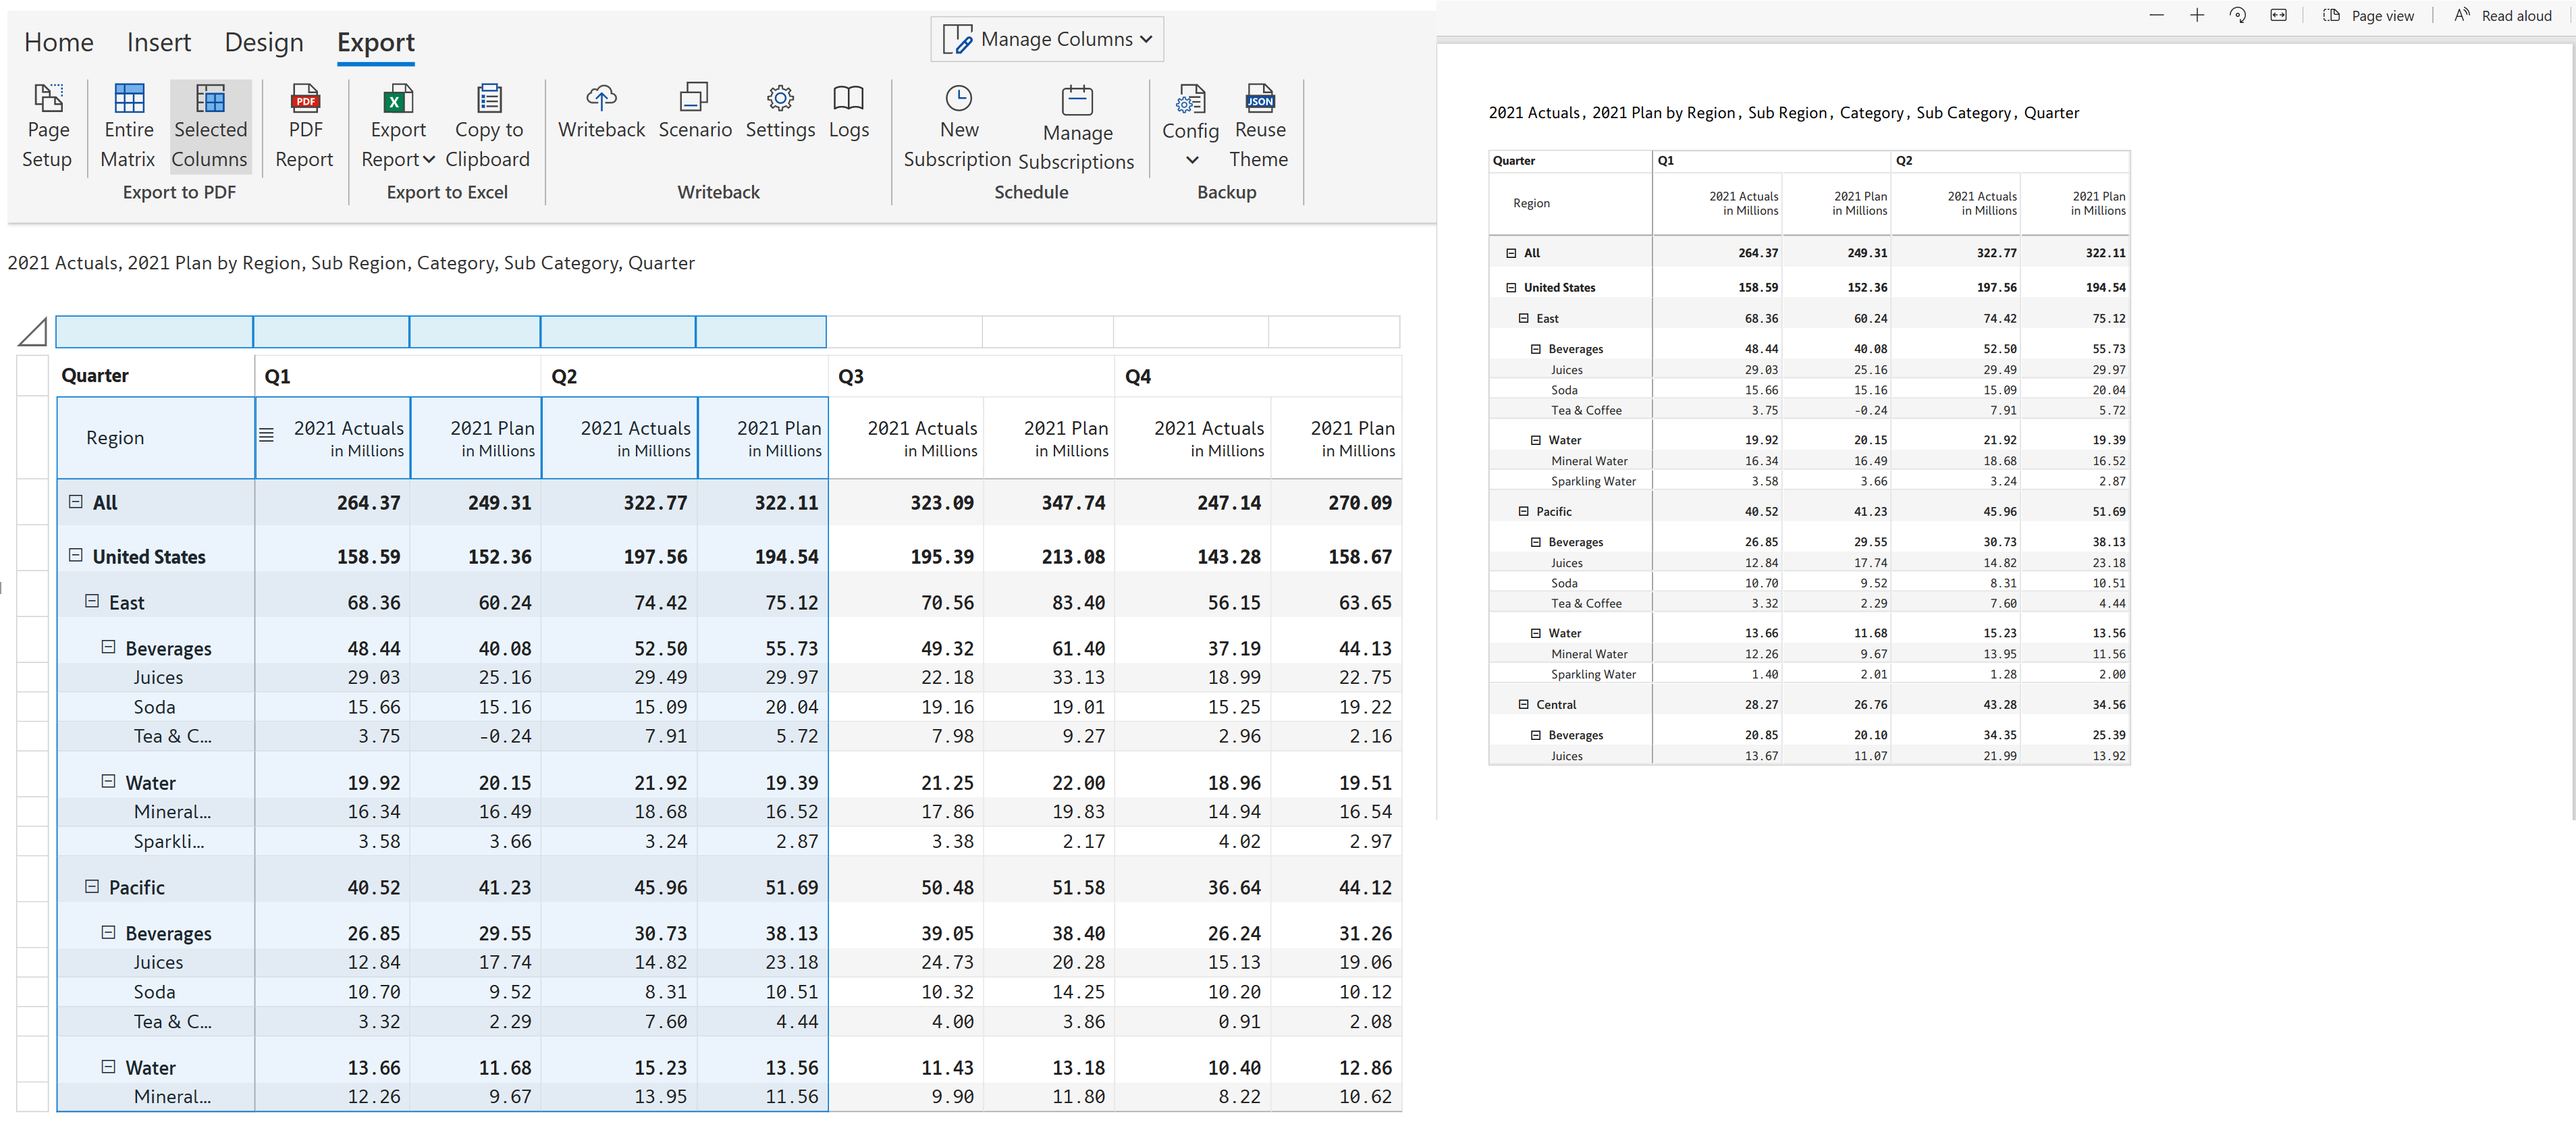 Home Insert Design Export
Manage Columns
Page Setup
Entire Matrix
Selected Columns
PDF
PDF Report
Export Report
Copy to Clipboard
Writeback
Scenario
Settings
Logs
New Subscription
Manage Subscriptions
Config
JSON
Reuse Theme
Export to PDF
Export to Excel
Writeback
Schedule
Backup
2021 Actuals, 2021 Plan by Region, Sub Region, Category, Sub Category, Quarter
Quarter Q1 Q2 Q3 Q4
Region 2021 Actuals 2021 Plan 2021 Actuals 2021 Plan 2021 Actuals 2021 Plan 2021 Actuals 2021 Plan
in Millions in Millions in Millions in Millions in Millions in Millions in Millions in Millions
All 264.37 249.31 322.77 322.11 323.09 347.74 247.14 270.09
United States 158.59 152.36 197.56 194.54 195.39 213.08 143.28 158.67
East 68.36 60.24 74.42 75.12 70.56 83.40 56.15 63.65
Beverages 48.44 40.08 52.50 55.73 49.32 61.40 37.19 44.13
Juices 29.03 25.16 29.49 29.97 22.18 33.13 18.99 22.75
Soda 15.66 15.16 15.09 20.04 19.16 19.01 15.25 19.22
Tea & C... 3.75 -0.24 7.91 5.72 7.98 9.27 2.96 2.16
Water 19.92 20.15 21.92 19.39 21.25 22.00 18.96 19.51
Mineral... 16.34 16.49 18.68 16.52 17.86 19.83 14.94 16.54
Sparkli... 3.58 3.66 3.24 2.87 3.38 2.17 4.02 2.97
Pacific 40.52 41.23 45.96 51.69 50.48 51.58 36.64 44.12
Beverages 26.85 29.55 30.73 38.13 39.05 38.40 26.24 31.26
Juices 12.84 17.74 14.82 23.18 24.73 20.28 15.13 19.06
Soda 10.70 9.52 8.31 10.51 10.32 14.25 10.20 10.12
Tea & C... 3.32 2.29 7.60 4.44 4.00 3.86 0.91 2.08
Water 13.66 11.68 15.23 13.56 11.43 13.18 10.40 12.86
Mineral... 12.26 9.67 13.95 11.56 9.90 11.80 8.22 10.62
Page view Read aloud
2021 Actuals, 2021 Plan by Region, Sub Region, Category, Sub Category, Quarter
Quarter Q1 Q2
Region 2021 Actuals 2021 Plan 2021 Actuals 2021 Plan
in Millions in Millions in Millions in Millions
All 264.37 249.31 322.77 322.11
United States 158.59 152.36 197.56 194.54
East 68.36 60.24 74.42 75.12
Beverages 48.44 40.08 52.50 55.73
Juices 29.03 25.16 29.49 29.97
Soda 15.66 15.16 15.09 20.04
Tea & Coffee 3.75 -0.24 7.91 5.72
Water 19.92 20.15 21.92 19.39
Mineral Water 16.34 16.49 18.68 16.52
Sparkling Water 3.58 3.66 3.24 2.87
Pacific 40.52 41.23 45.96 51.69
Beverages 26.85 29.55 30.73 38.13
Juices 12.84 17.74 14.82 23.18
Soda 10.70 9.52 8.31 10.51
Tea & Coffee 3.32 2.29 7.60 4.44
Water 13.66 11.68 15.23 13.56
Mineral Water 12.26 9.67 13.95 11.56
Sparkling Water 1.40 2.01 1.28 2.00
Central 28.27 26.76 43.28 34.56
Beverages 20.85 20.10 34.35 25.39
Juices 13.67 11.07 21.99 13.92